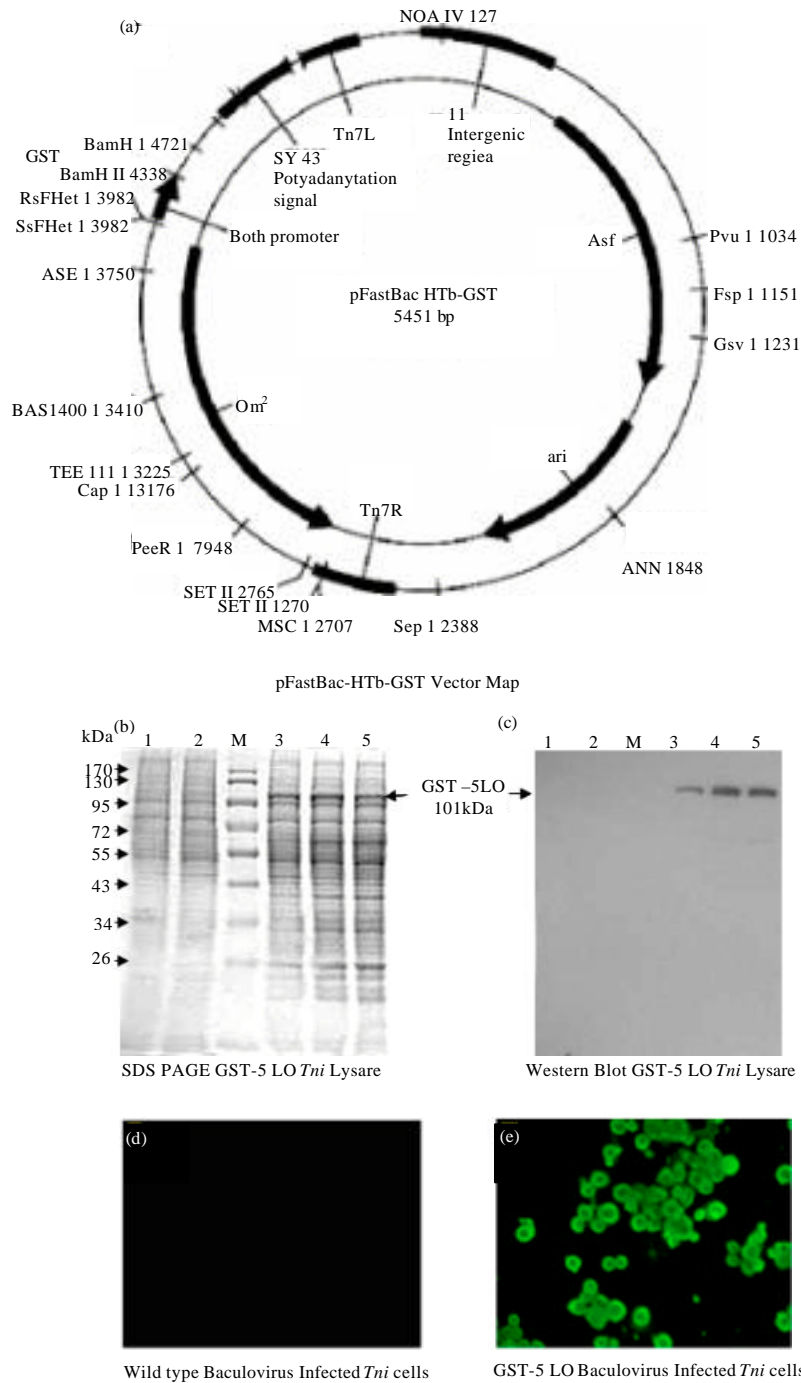 (a)
NOA IV 127
Tn7L
11
Intergenic
regiea
SY 43
Potyadanytation
signal
BamH 1 4721
GST
BamH II 4338
RsFHet 1 3982
SsFHet 1 3982
Both promoter
ASE 1 3750
Asf
Pvu 1 1034
Fsp 1 1151
Gsv 1 1231
pFastBac HTb-GST
5451 bp
BAS1400 1 3410
Om2
ari
TEE 111 1 3225
Cap 1 13176
Tn7R
PeeR 1 7948
ANN 1848
SET II 2765
SET II 1270
MSC 1 2707
Sep 1 2388
pFastBac-HTb-GST Vector Map
(b)
kDa
1 2 M 3 4 5
170
130
95
72
55
43
34
26
GST –5LO
101kDa
SDS PAGE GST-5 LO Tni Lysare
(c)
1 2 M 3 4 5
Western Blot GST-5 LO Tni Lysare
(d)
Wild type Baculovirus Infected Tni cells
(e)
GST-5 LO Baculovirus Infected Tni cells